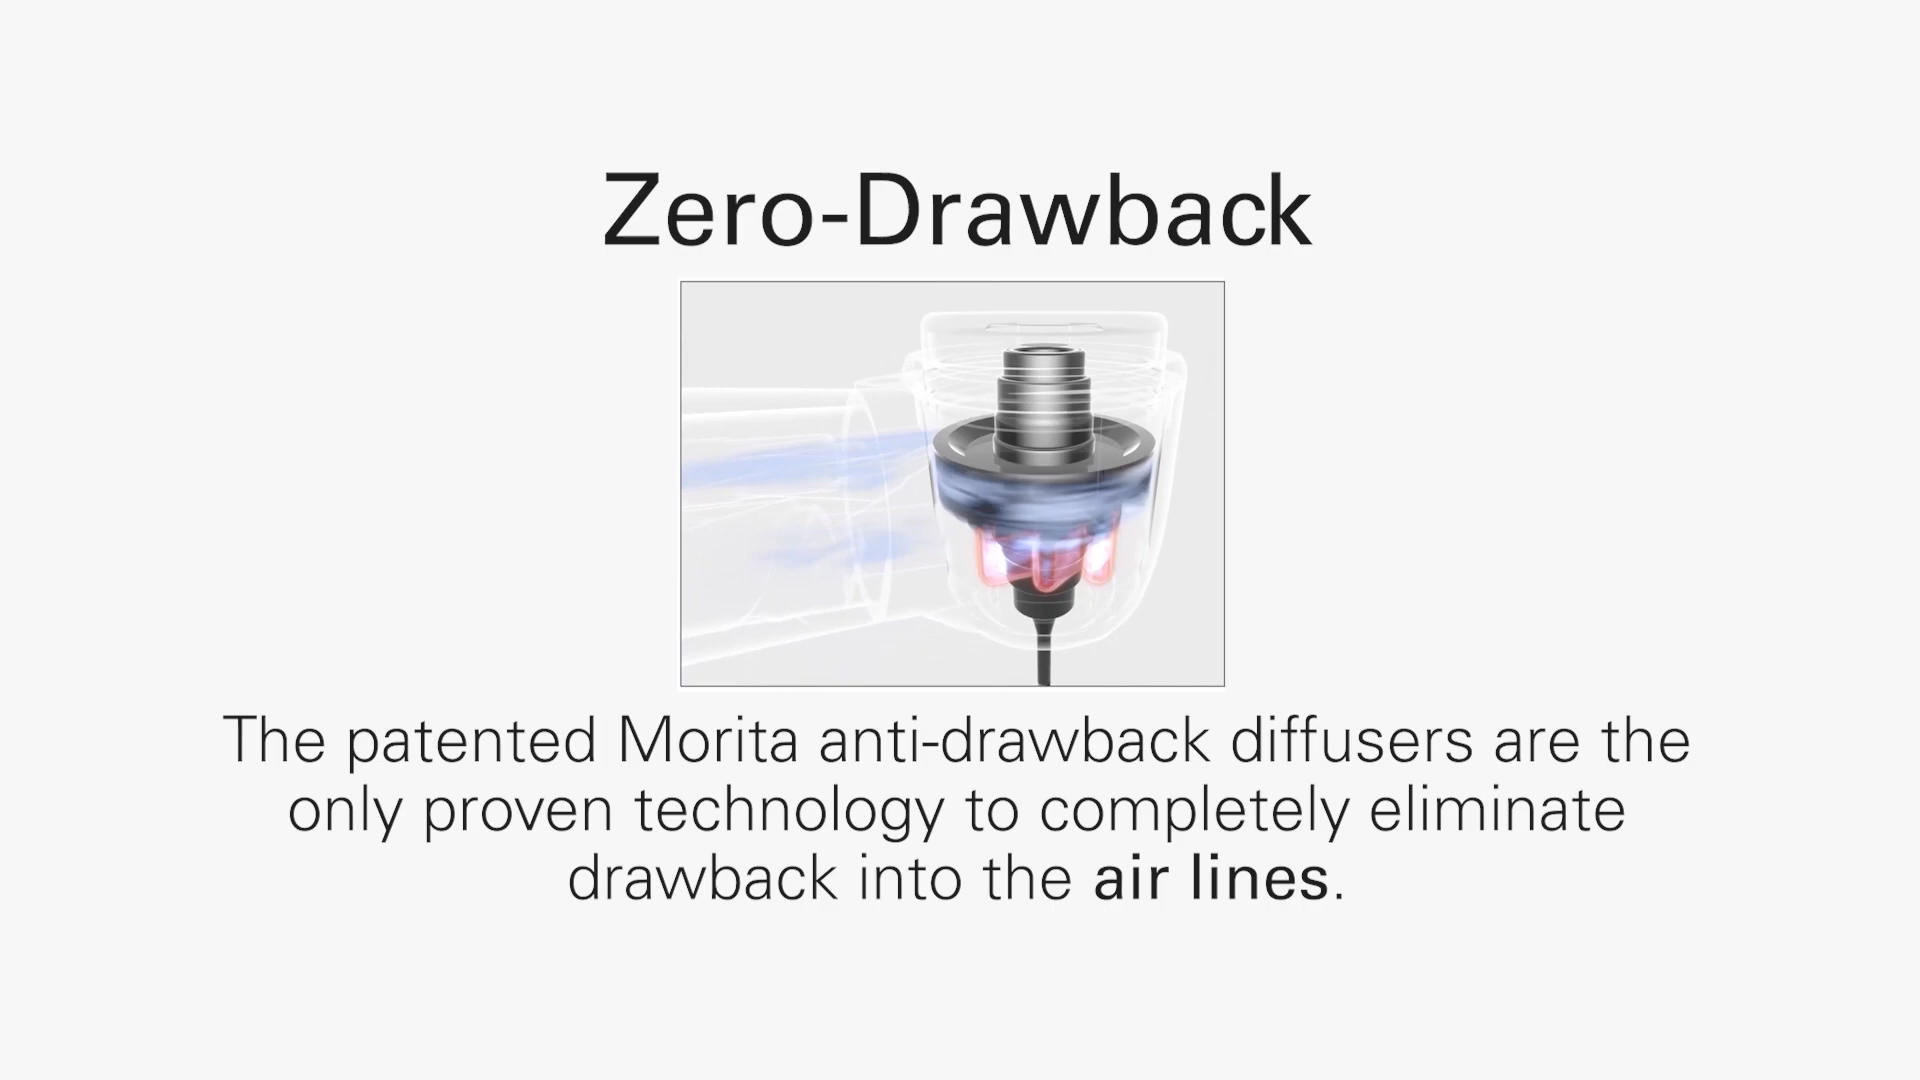 Zero-Drawback
The patented Morita anti-drawback diffusers are the
only proven technology to completely eliminate
drawback into the air lines.